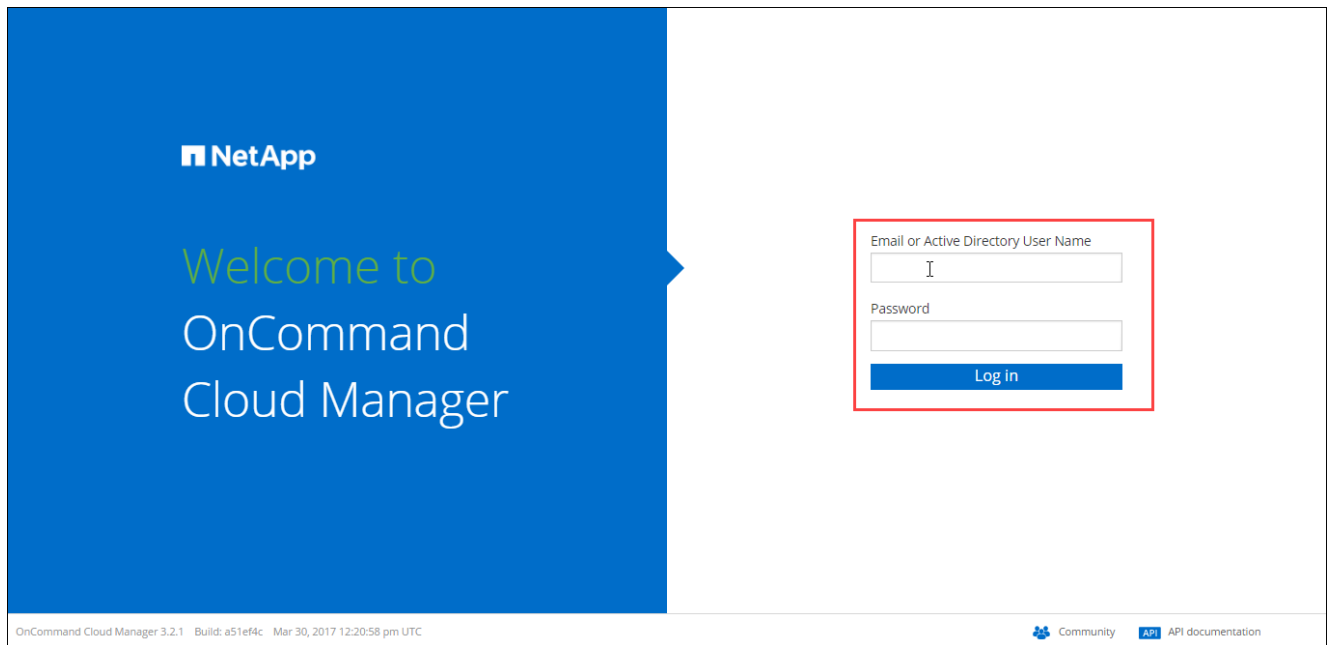 NetApp
Welcome to
OnCommand
Cloud Manager
Email or Active Directory User Name
Password
Log in
OnCommand Cloud Manager 3.2.1 Build: a51ef4c Mar 30, 2017 12:20:58 pm UTC
Community API API documentation